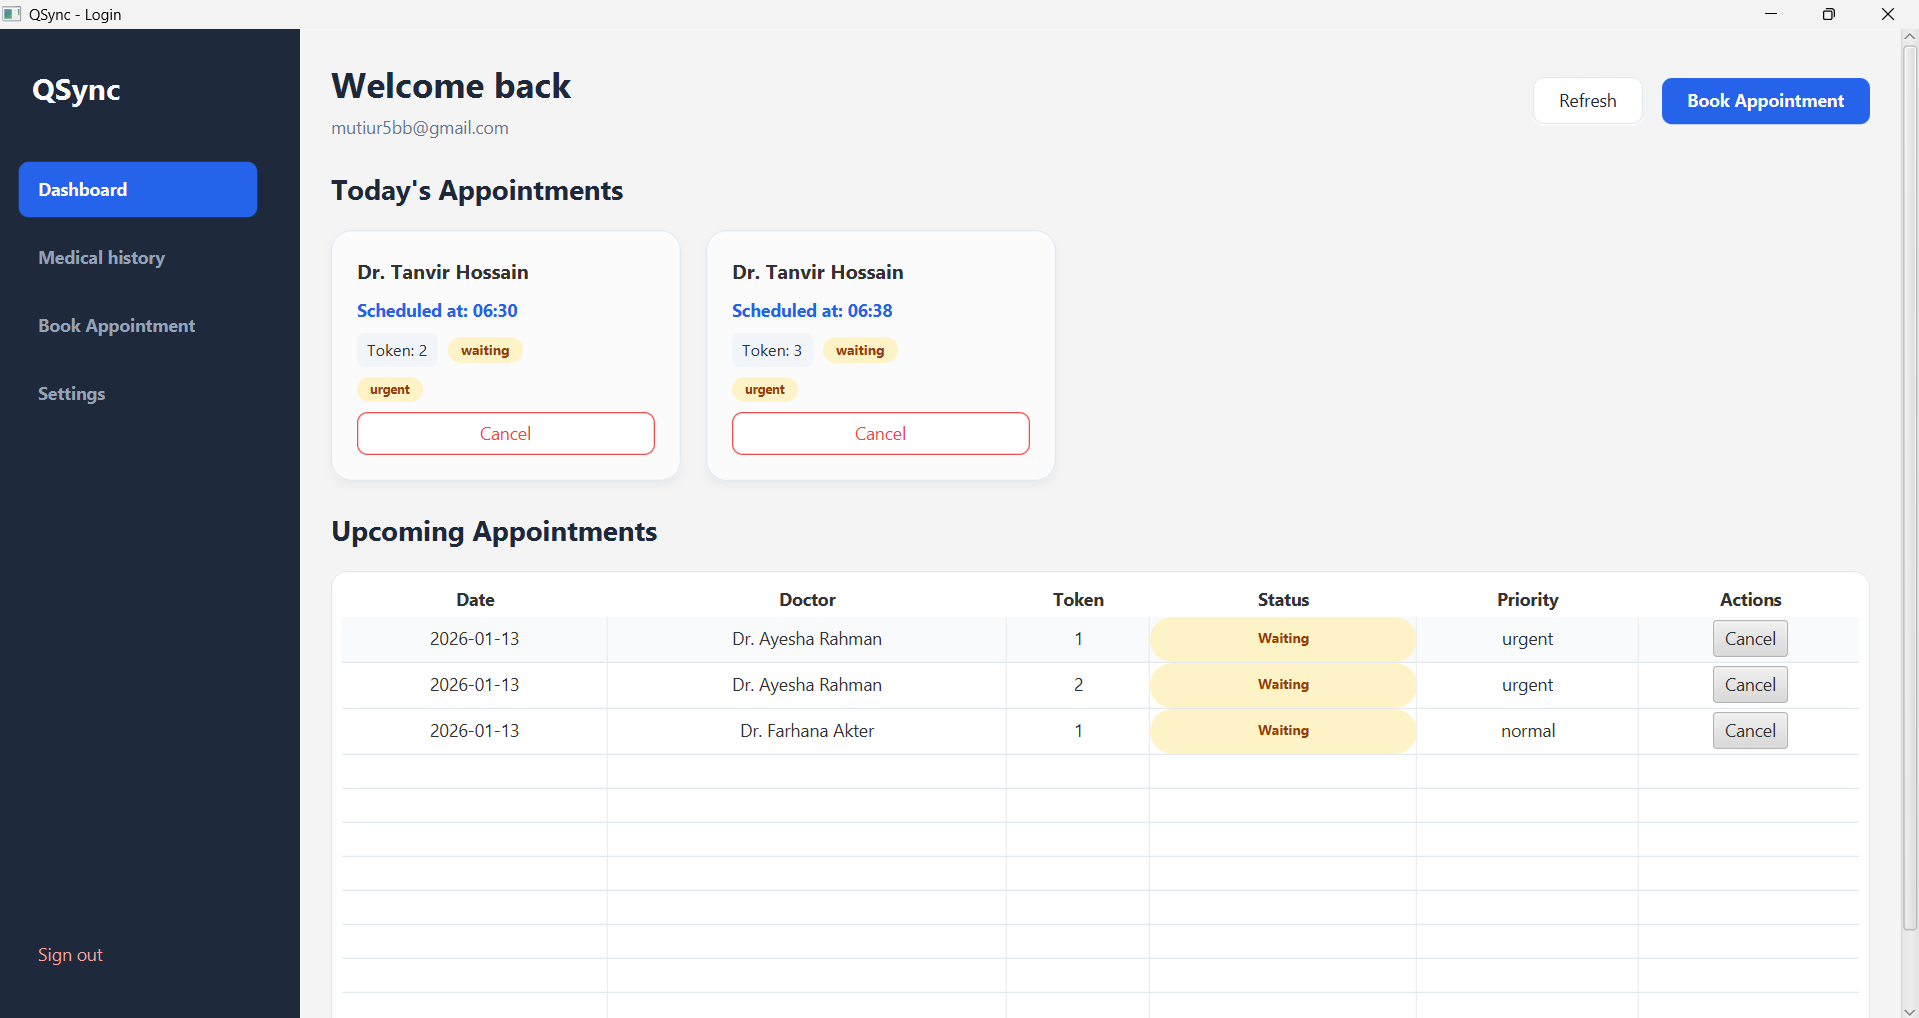 QSync - Login
QSync
Dashboard
Medical history
Book Appointment
Settings
Sign out
Welcome back
mutiur5bb@gmail.com
Refresh
Book Appointment
Today's Appointments
Dr. Tanvir Hossain
Scheduled at: 06:30
Token: 2 waiting
urgent
Cancel
Dr. Tanvir Hossain
Scheduled at: 06:38
Token: 3 waiting
urgent
Cancel
Upcoming Appointments
Date Doctor Token Status Priority Actions
2026-01-13 Dr. Ayesha Rahman 1 Waiting urgent Cancel
2026-01-13 Dr. Ayesha Rahman 2 Waiting urgent Cancel
2026-01-13 Dr. Farhana Akter 1 Waiting normal Cancel